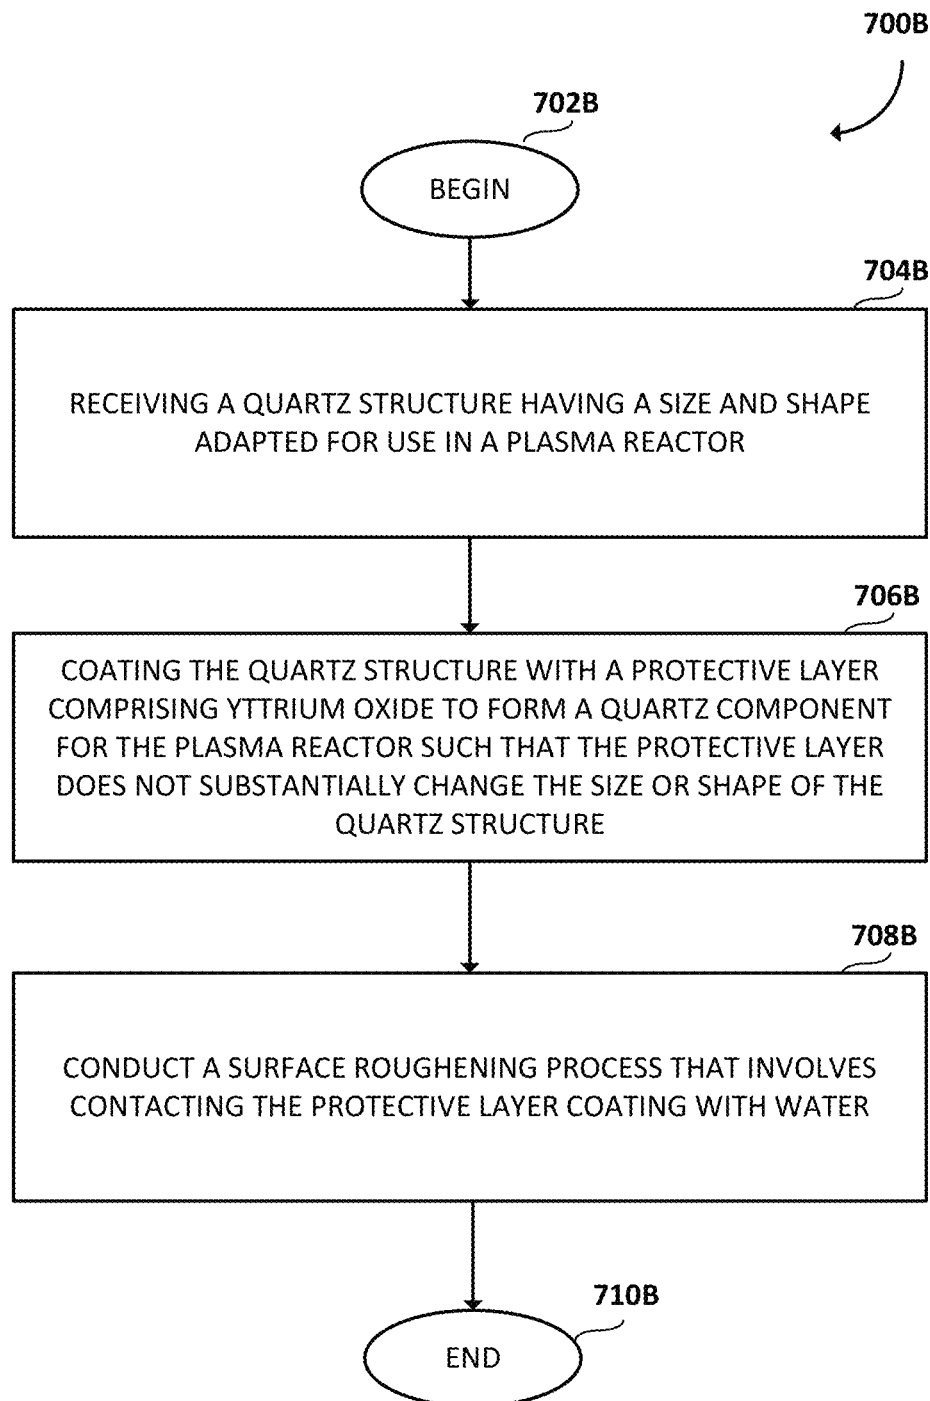 700B
702B
BEGIN
704B
RECEIVING A QUARTZ STRUCTURE HAVING A SIZE AND SHAPE
ADAPTED FOR USE IN A PLASMA REACTOR
706B
COATING THE QUARTZ STRUCTURE WITH A PROTECTIVE LAYER
COMPRISING YTTRIUM OXIDE TO FORM A QUARTZ COMPONENT
FOR THE PLASMA REACTOR SUCH THAT THE PROTECTIVE LAYER
DOES NOT SUBSTANTIALLY CHANGE THE SIZE OR SHAPE OF THE
QUARTZ STRUCTURE
708B
CONDUCT A SURFACE ROUGHENING PROCESS THAT INVOLVES
CONTACTING THE PROTECTIVE LAYER COATING WITH WATER
710B
END